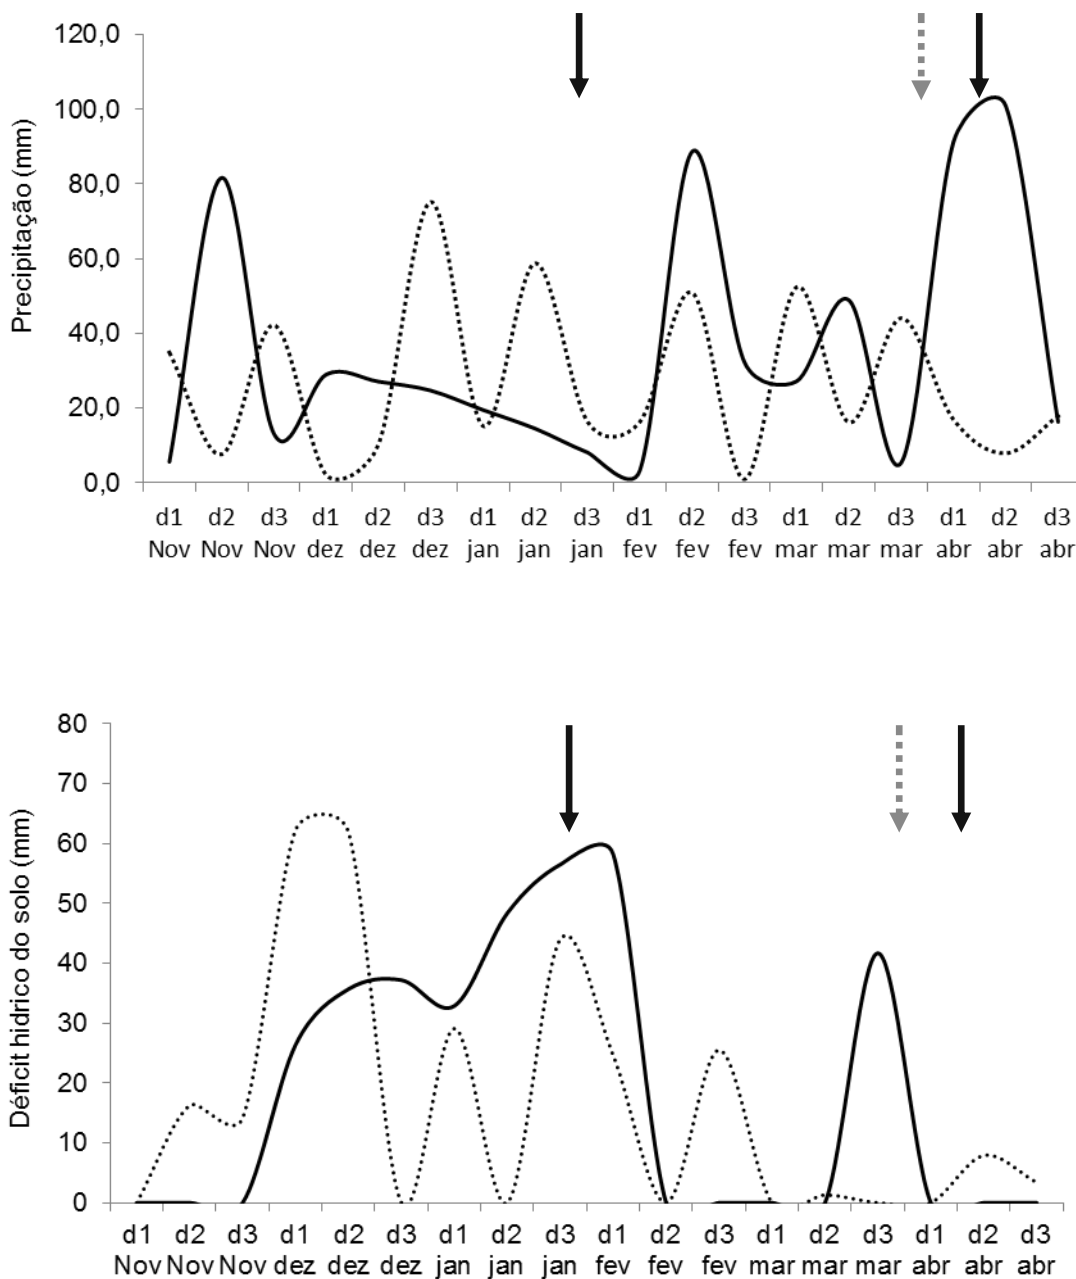 Precipitação (mm)
120,0
100,0
80,0
60,0
40,0
20,0
0,0
d1 d2 d3 d1 d2 d3 d1 d2 d3 d1 d2 d3 d1 d2 d3 d1 d2 d3
Nov Nov Nov dez dez dez jan jan jan fev fev fev mar mar mar abr abr abr
Déficit hídrico do solo (mm)
80
70
60
50
40
30
20
10
0
d1 d2 d3 d1 d2 d3 d1 d2 d3 d1 d2 d3 d1 d2 d3 d1 d2 d3
Nov Nov Nov dez dez dez jan jan jan fev fev fev mar mar mar abr abr abr